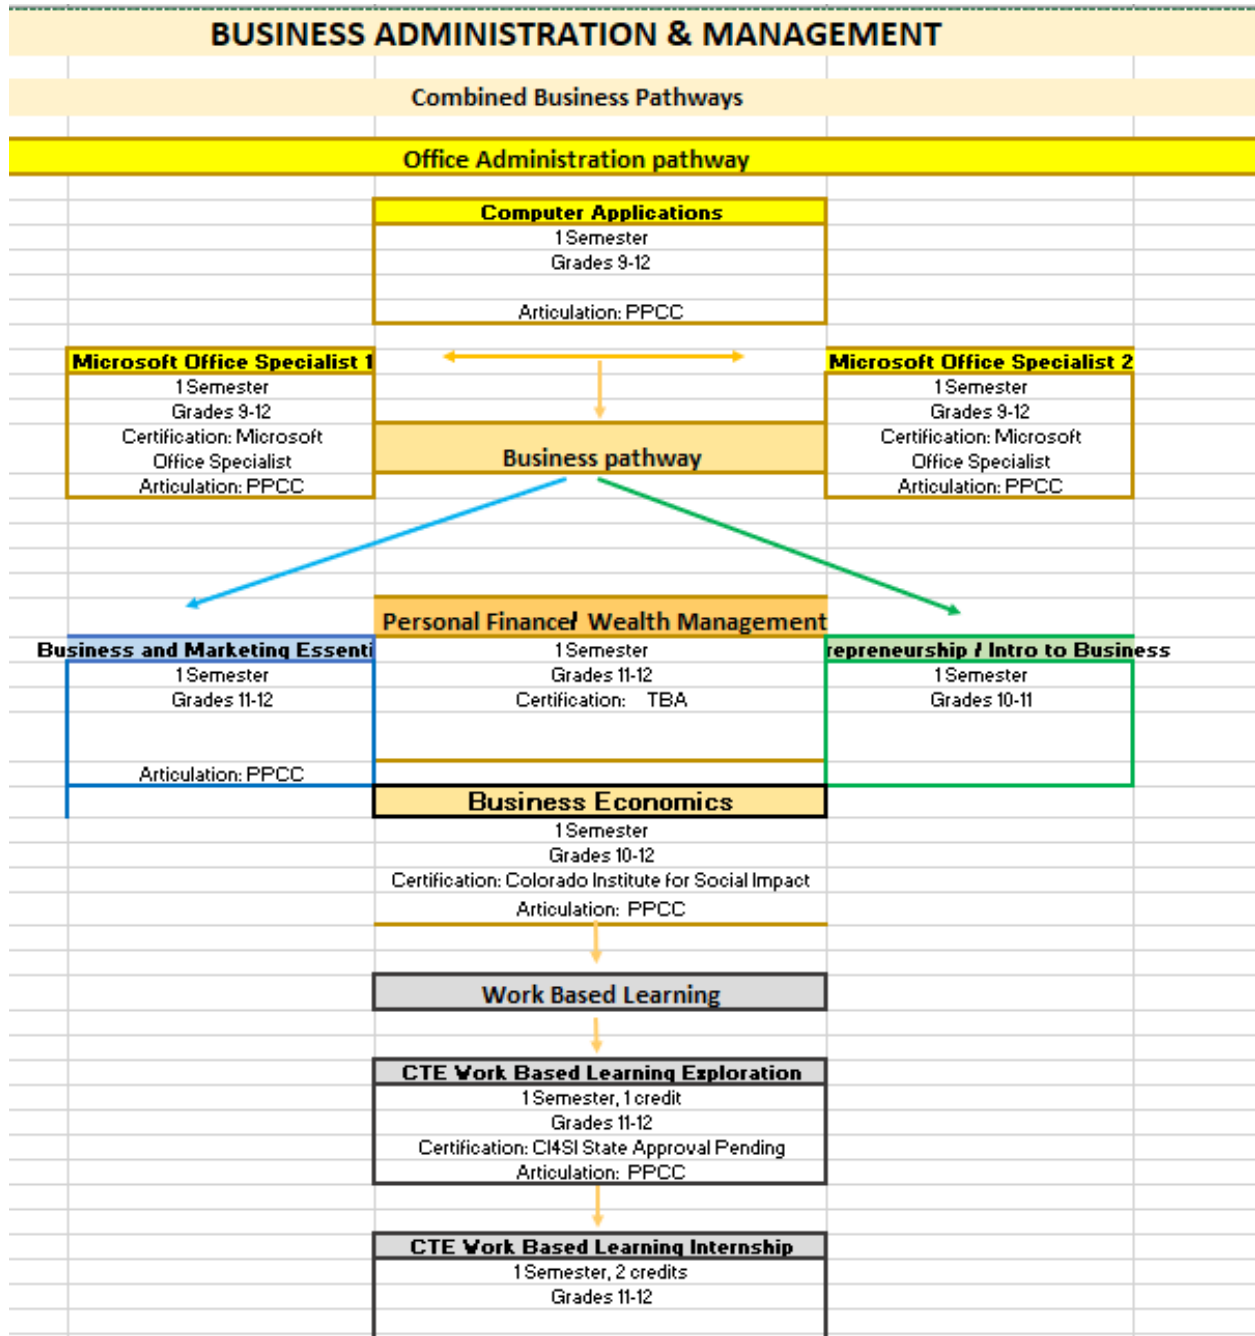 BUSINESS ADMINISTRATION & MANAGEMENT
Combined Business Pathways
Office Administration pathway
Computer Applications
1 Semester
Grades 9-12
Articulation: PPCC
Microsoft Office Specialist 1
1 Semester
Grades 9-12
Certification: Microsoft
Office Specialist
Articulation: PPCC
Microsoft Office Specialist 2
1 Semester
Grades 9-12
Certification: Microsoft
Office Specialist
Articulation: PPCC
Business pathway
Business and Marketing Essenti
1 Semester
Grades 11-12
Articulation: PPCC
Personal Finance/ Wealth Management
1 Semester
Grades 11-12
Certification: TBA
repreneurship / Intro to Business
1 Semester
Grades 10-11
Business Economics
1 Semester
Grades 10-12
Certification: Colorado Institute for Social Impact
Articulation: PPCC
Work Based Learning
CTE Work Based Learning Exploration
1 Semester, 1 credit
Grades 11-12
Certification: CI4SI State Approval Pending
Articulation: PPCC
CTE Work Based Learning Internship
1 Semester, 2 credits
Grades 11-12